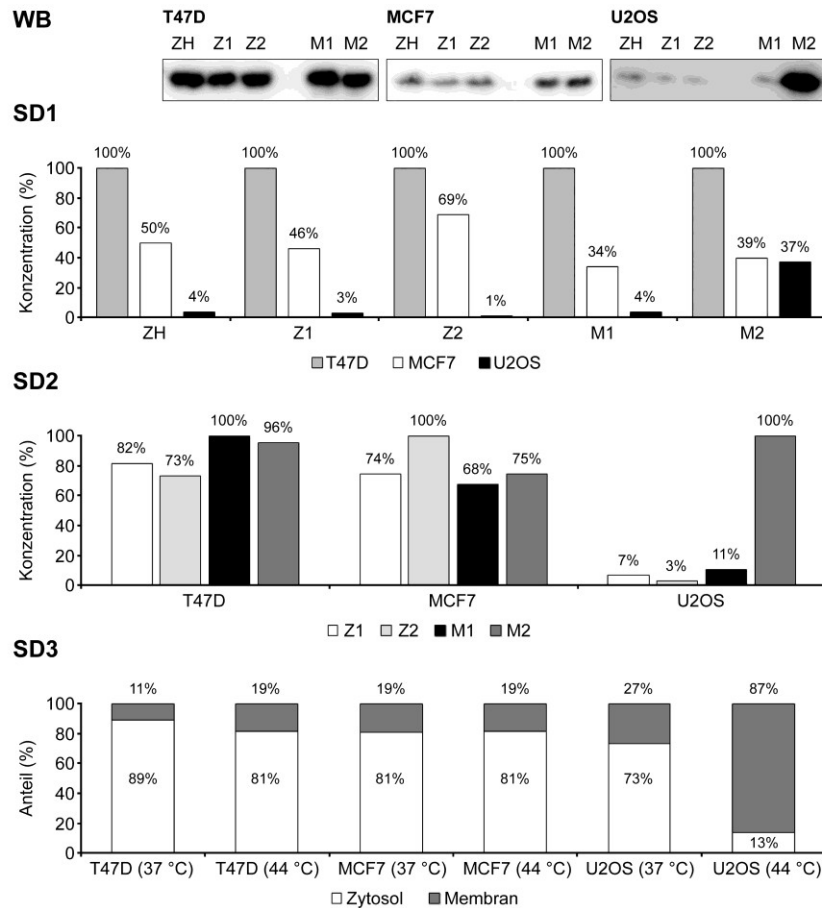 WB
T47D MCF7 U2OS
ZH Z1 Z2 M1 M2 ZH Z1 Z2 M1 M2 ZH Z1 Z2 M1 M2
SD1
Konzentration (%)
100
80
60
40
20
0
100% 50% 4% 100% 46% 3% 100% 69% 1% 100% 34% 4% 100% 39% 37%
ZH Z1 Z2 M1 M2
T47D MCF7 U2OS
SD2
Konzentration (%)
100
80
60
40
20
0
82% 73% 100% 96% 74% 100% 68% 75% 7% 3% 11% 100%
T47D MCF7 U2OS
Z1 Z2 M1 M2
SD3
Anteil (%)
100
80
60
40
20
0
11% 19% 19% 19% 27% 87%
89% 81% 81% 81% 73% 13%
T47D (37 °C) T47D (44 °C) MCF7 (37 °C) MCF7 (44 °C) U2OS (37 °C) U2OS (44 °C)
Zytosol Membran